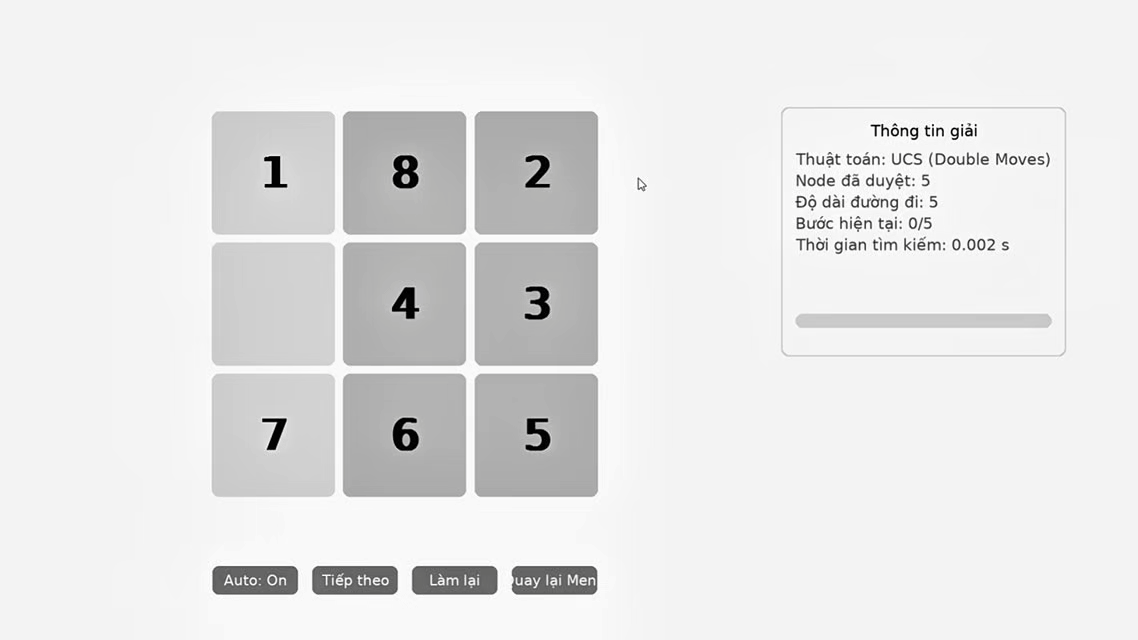 1 8 2
4 3
7 6 5
Thông tin giải
Thuật toán: UCS (Double Moves)
Node đã duyệt: 5
Độ dài đường đi: 5
Bước hiện tại: 0/5
Thời gian tìm kiếm: 0.002 s
Auto: On
Tiếp theo
Làm lại
lại